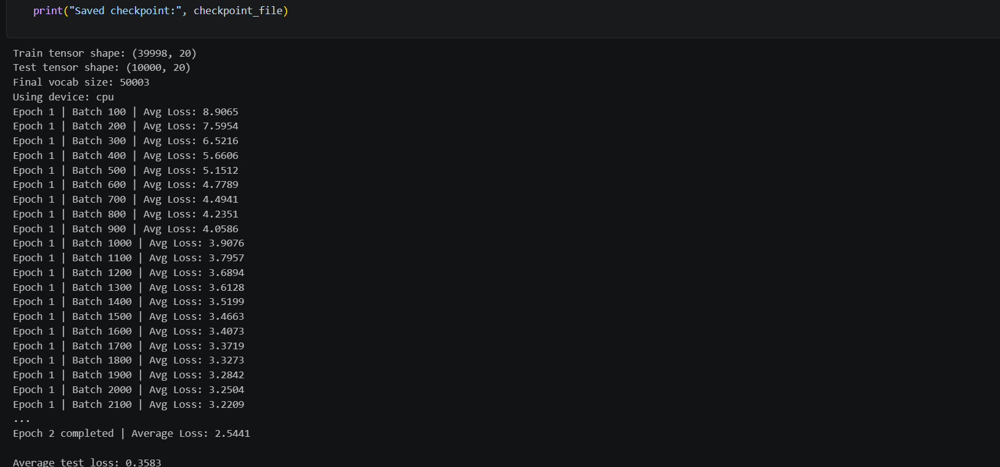 print("Saved checkpoint:", checkpoint_file)
Train tensor shape: (39998, 20)
Test tensor shape: (10000, 20)
Final vocab size: 50003
Using device: cpu
Epoch 1 | Batch 100 | Avg Loss: 8.9065
Epoch 1 | Batch 200 | Avg Loss: 7.5954
Epoch 1 | Batch 300 | Avg Loss: 6.5216
Epoch 1 | Batch 400 | Avg Loss: 5.6606
Epoch 1 | Batch 500 | Avg Loss: 5.1512
Epoch 1 | Batch 600 | Avg Loss: 4.7789
Epoch 1 | Batch 700 | Avg Loss: 4.4941
Epoch 1 | Batch 800 | Avg Loss: 4.2351
Epoch 1 | Batch 900 | Avg Loss: 4.0586
Epoch 1 | Batch 1000 | Avg Loss: 3.9076
Epoch 1 | Batch 1100 | Avg Loss: 3.7957
Epoch 1 | Batch 1200 | Avg Loss: 3.6894
Epoch 1 | Batch 1300 | Avg Loss: 3.6128
Epoch 1 | Batch 1400 | Avg Loss: 3.5199
Epoch 1 | Batch 1500 | Avg Loss: 3.4663
Epoch 1 | Batch 1600 | Avg Loss: 3.4073
Epoch 1 | Batch 1700 | Avg Loss: 3.3719
Epoch 1 | Batch 1800 | Avg Loss: 3.3273
Epoch 1 | Batch 1900 | Avg Loss: 3.2842
Epoch 1 | Batch 2000 | Avg Loss: 3.2504
Epoch 1 | Batch 2100 | Avg Loss: 3.2209
...
Epoch 2 completed | Average Loss: 2.5441
Average test loss: 0.3583